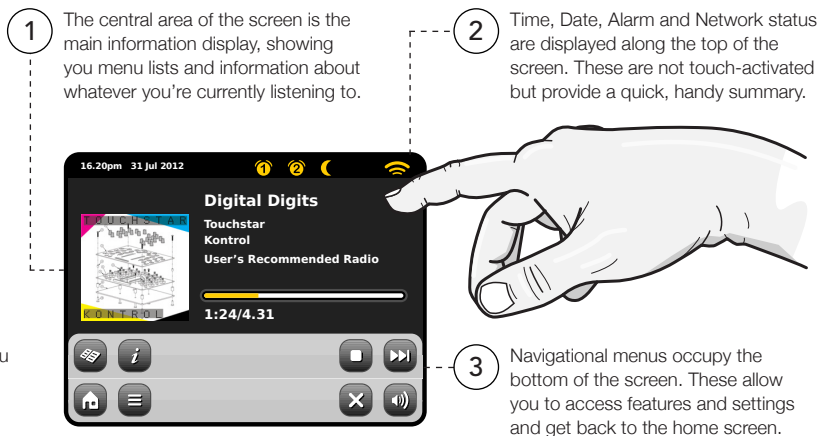 1
The central area of the screen is the
main information display, showing
you menu lists and information about
whatever you're currently listening to.
2
Time, Date, Alarm and Network status
are displayed along the top of the
screen. These are not touch-activated
but provide a quick, handy summary.
16.20pm 31 Jul 2012
1 2
Digital Digits
TOUCHSTAR
Touchstar
Kontrol
User's Recommended Radio
KONTROL
1:24/4.31
u
i
3
Navigational menus occupy the
bottom of the screen. These allow
you to access features and settings
and get back to the home screen.